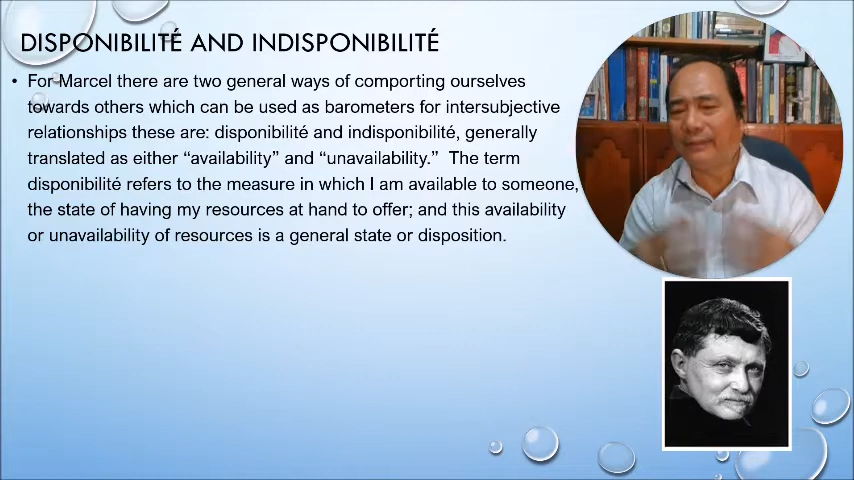 DISPONIBILITÉ AND INDISPONIBILITÉ
• For Marcel there are two general ways of comporting ourselves
towards others which can be used as barometers for intersubjective
relationships these are: disponibilité and indisponibilité, generally
translated as either “availability” and “unavailability.”  The term
disponibilité refers to the measure in which I am available to someone,
the state of having my resources at hand to offer; and this availability
or unavailability of resources is a general state or disposition.